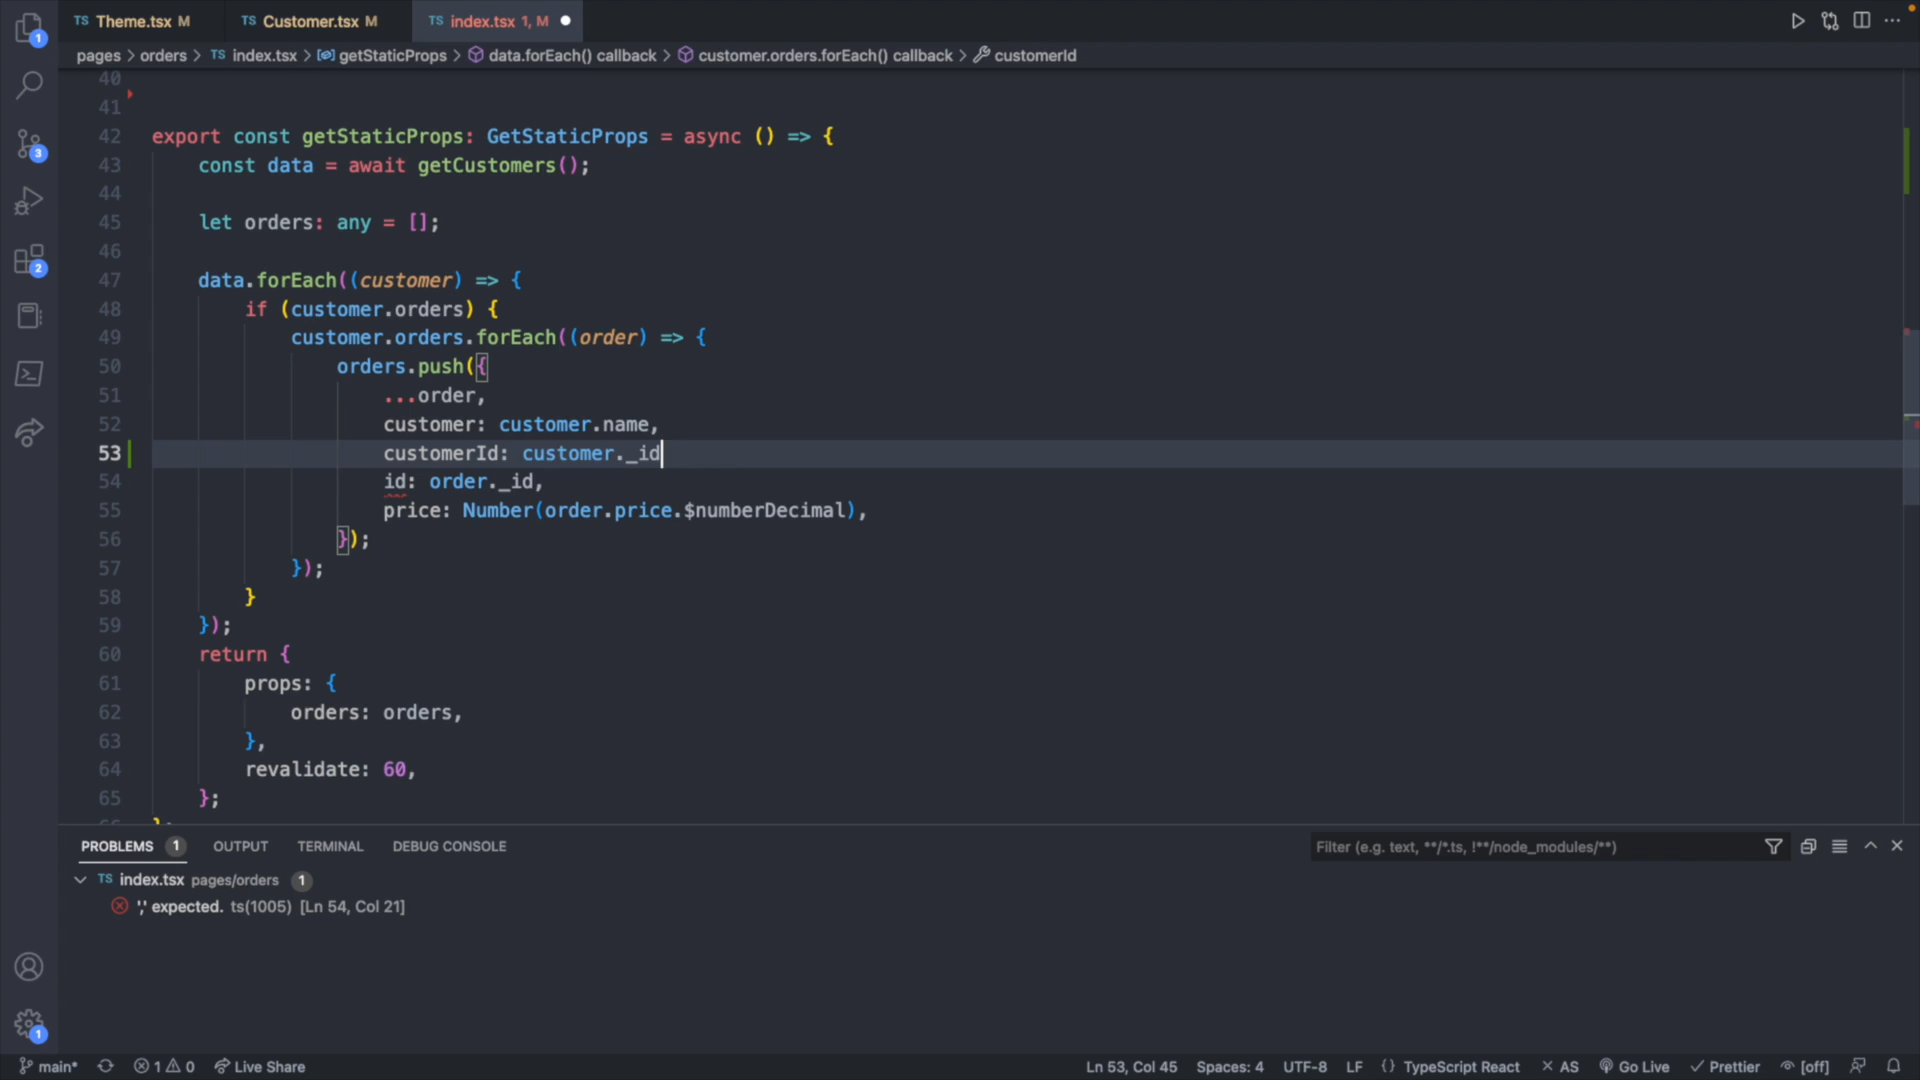 TS Theme.tsx M TS Customer.tsx M TS index.tsx 1, M
pages > orders > TS index.tsx > getStaticProps > data.forEach() callback > customer.orders.forEach() callback > customerId
40
41
42 export const getStaticProps: GetStaticProps = async () => {
43 const data = await getCustomers();
44
45 let orders: any = [];
46
47 data.forEach((customer) => {
48 if (customer.orders) {
49 customer.orders.forEach((order) => {
50 orders.push({
51 ...order,
52 customer: customer.name,
53 customerId: customer._id
54 id: order._id,
55 price: Number(order.price.$numberDecimal),
56 });
57 });
58 }
59 });
60 return {
61 props: {
62 orders: orders,
63 },
64 revalidate: 60,
65 };
PROBLEMS 1 OUTPUT TERMINAL DEBUG CONSOLE Filter (e.g. text, **/*.ts, !**/node_modules/**)
TS index.tsx pages/orders 1
',' expected. ts(1005) [Ln 54, Col 21]
main* 1 0 Live Share Ln 53, Col 45 Spaces: 4 UTF-8 LF {} TypeScript React AS Go Live Prettier [off]
1
3
2
1